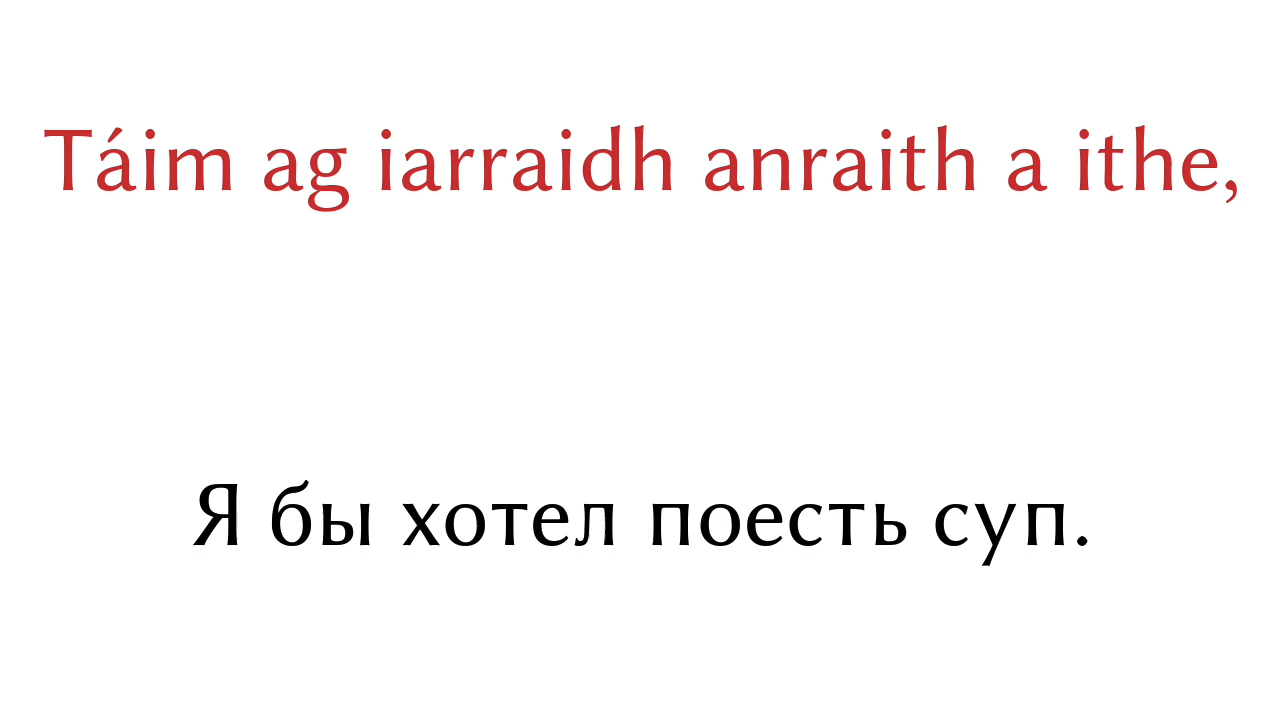 Táim ag iarraidh anraith a ithe,
Я бы хотел поесть суп.